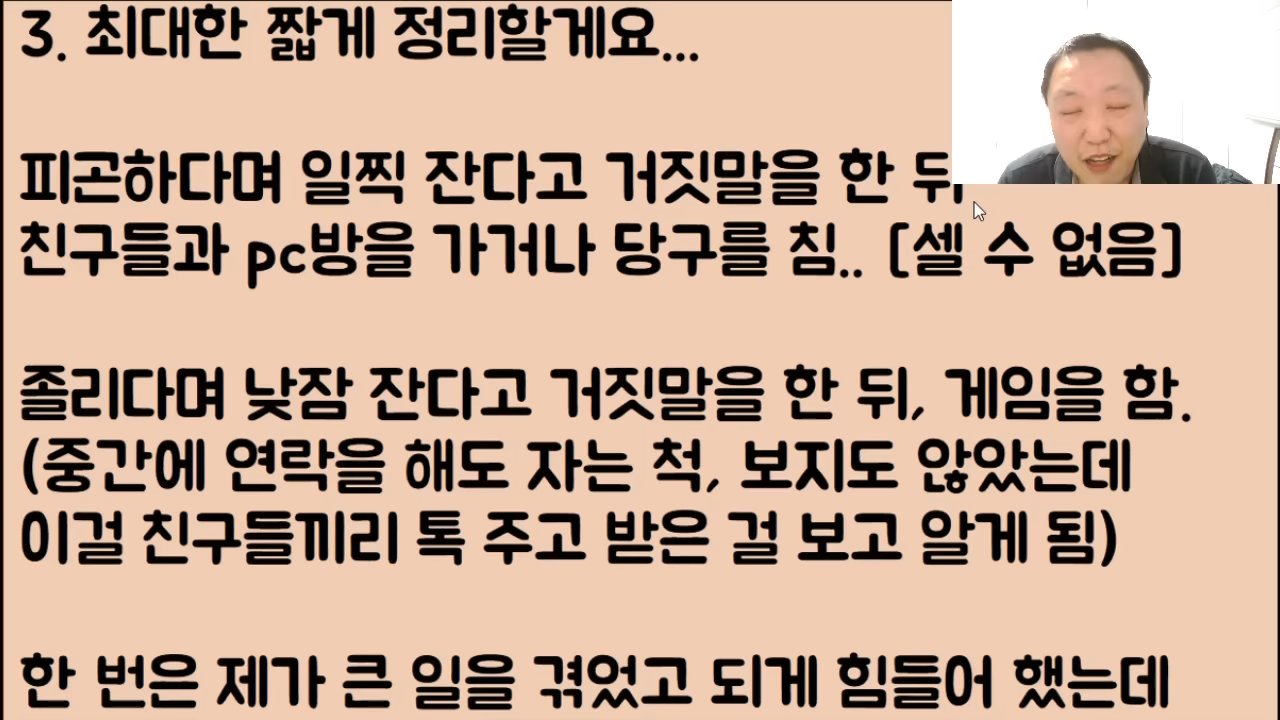 3. 최대한 짧게 정리할게요...
피곤하다며 일찍 잔다고 거짓말을 한 뒤,
친구들과 pc방을 가거나 당구를 침.. [셀 수 없음]
졸리다며 낮잠 잔다고 거짓말을 한 뒤, 게임을 함.
(중간에 연락을 해도 자는 척, 보지도 않았는데
이걸 친구들끼리 톡 주고 받은 걸 보고 알게 됨)
한 번은 제가 큰 일을 겪었고 되게 힘들어 했는데